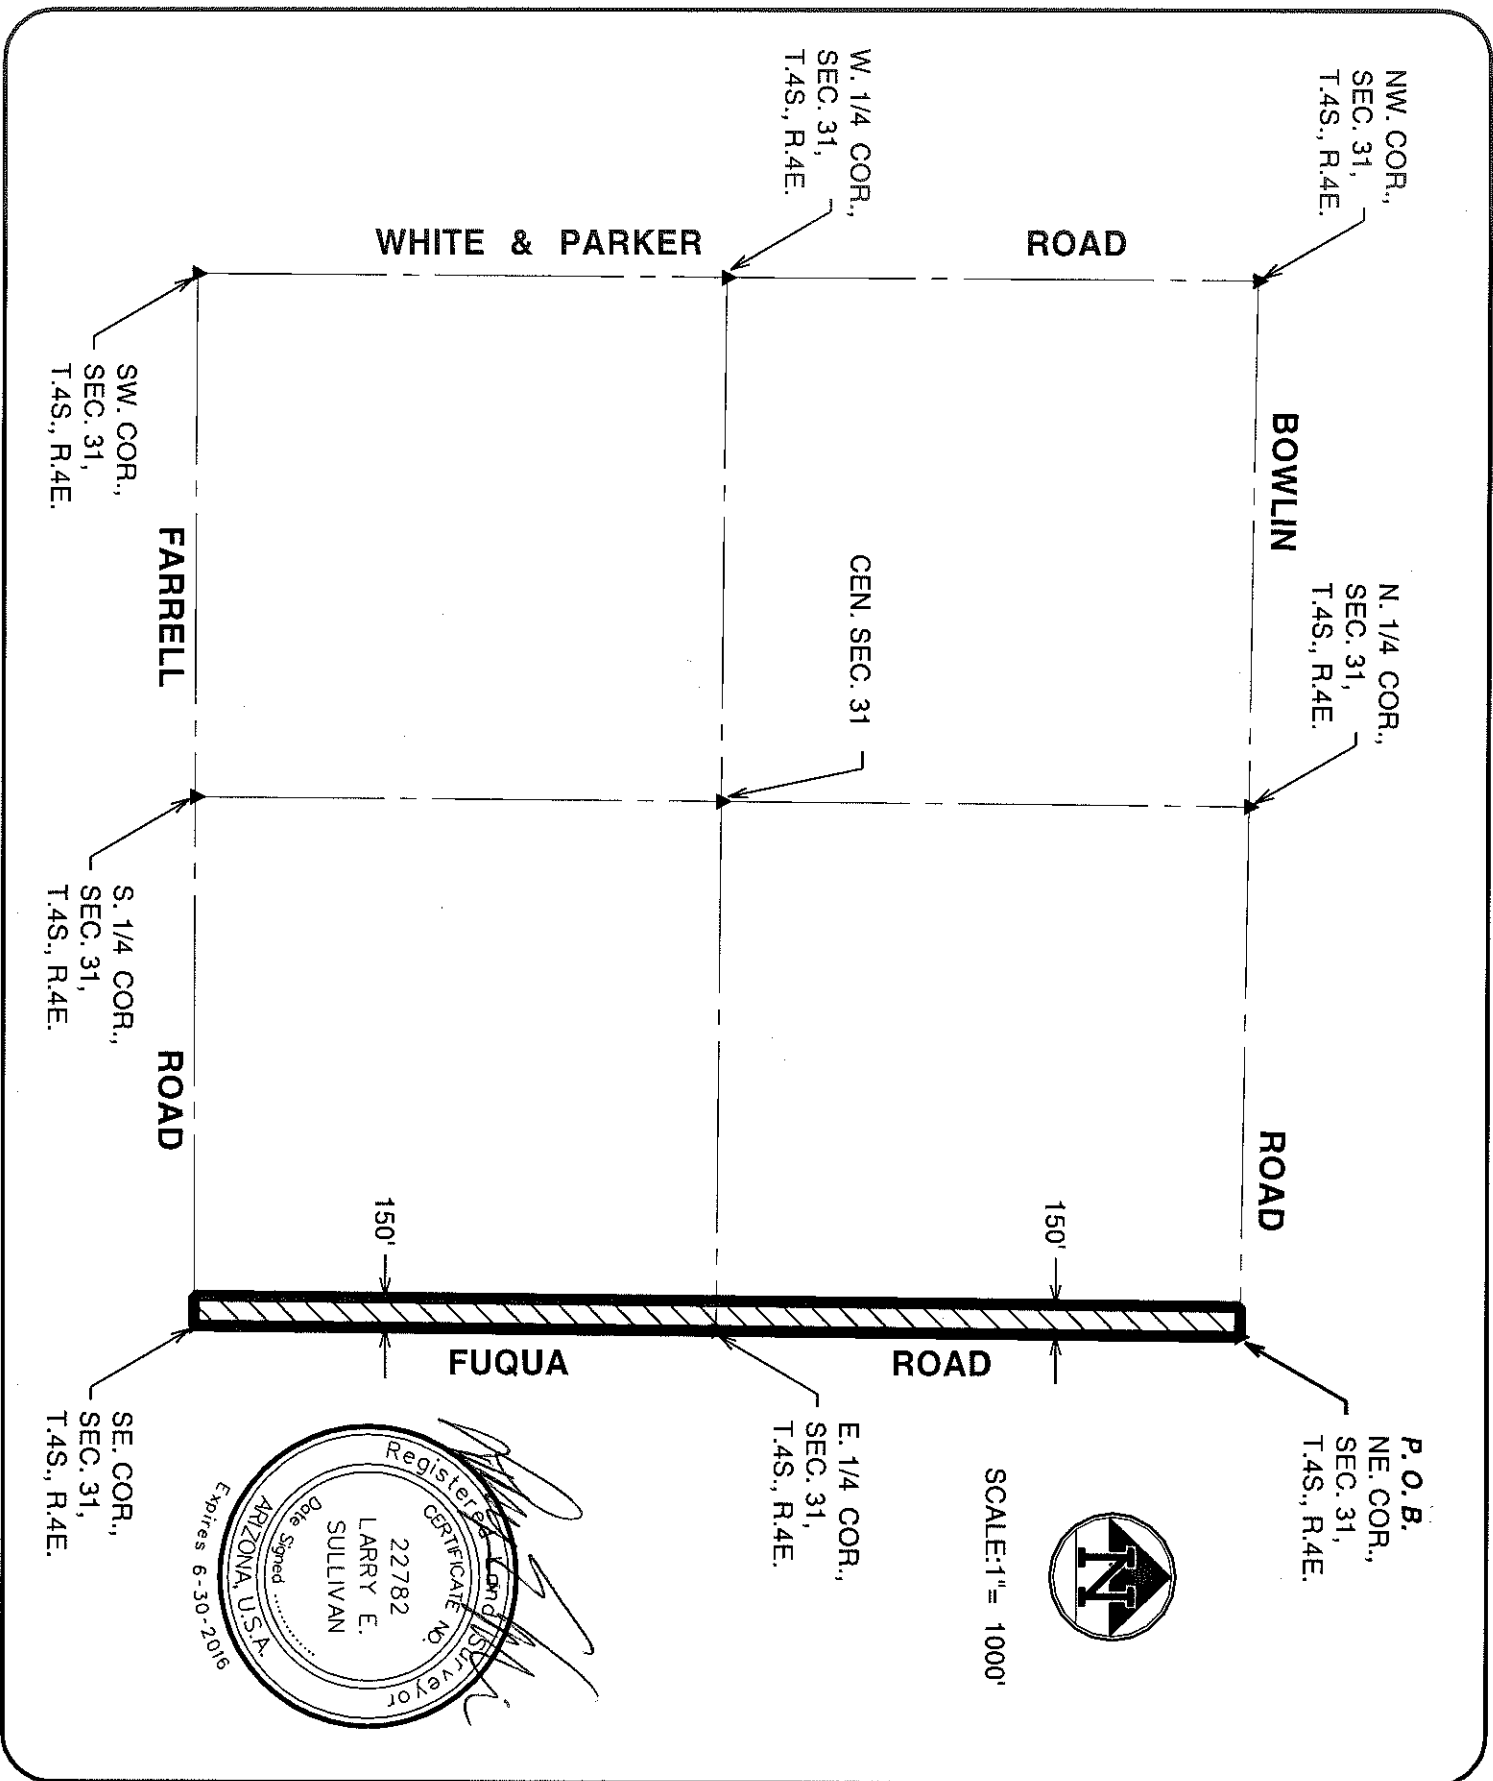 NW. COR.,
SEC. 31,
T.4S., R.4E.
BOWLIN
N. 1/4 COR.,
SEC. 31,
T.4S., R.4E.
ROAD
P.O.B.
NE. COR.,
SEC. 31,
T.4S., R.4E.
N
SCALE:1"= 1000'
W. 1/4 COR.,
SEC. 31,
T.4S., R.4E.
WHITE & PARKER ROAD
CEN. SEC. 31
150'
150'
FUQUA ROAD
E. 1/4 COR.,
SEC. 31,
T.4S., R.4E.
SW. COR.,
SEC. 31,
T.4S., R.4E.
FARRELL
S. 1/4 COR.,
SEC. 31,
T.4S., R.4E.
ROAD
SE. COR.,
SEC. 31,
T.4S., R.4E.
Registered Land Surveyor
CERTIFICATE NO.
22782
LARRY E.
SULLIVAN
Date Signed ..........
ARIZONA, U.S.A.
Expires 6-30-2016